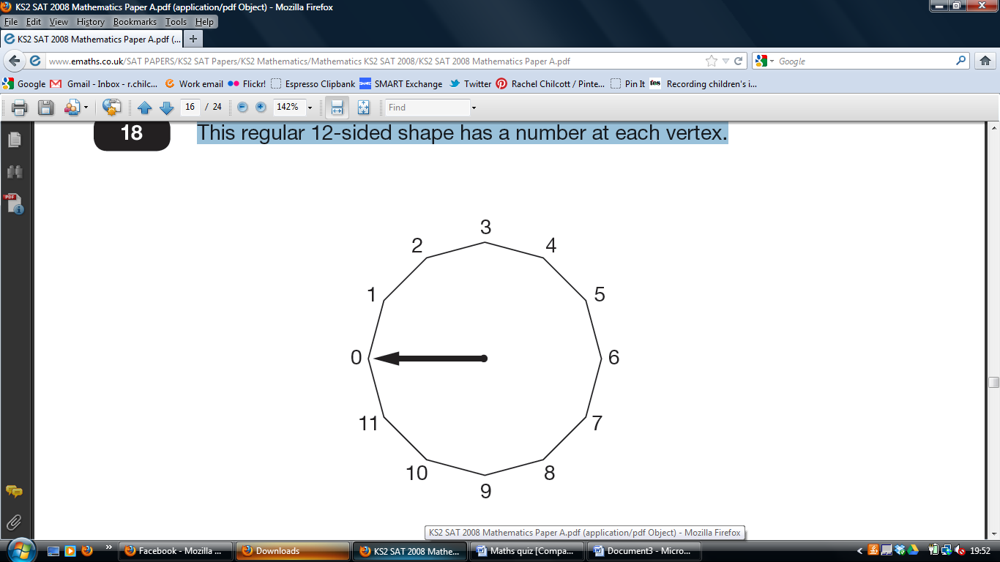 KS2 SAT 2008 Mathematics Paper A.pdf (application/pdf Object) - Mozilla Firefox
File Edit View History Bookmarks Tools Help
KS2 SAT 2008 Mathematics Paper A.pdf (...
www.emaths.co.uk/SAT PAPERS/KS2 SAT Papers/KS2 Mathematics/Mathematics KS2 SAT 2008/KS2 SAT 2008 Mathematics Paper A.pdf
Google
Google Gmail - Inbox - r.chilc... Work email Flickr! Espresso Clipbank SMART Exchange Twitter Rachel Chilcott / Pinte... Pin It tes Recording children's i...
16 / 24 142% Find
18 This regular 12-sided shape has a number at each vertex.
3
2 4
1 5
0 6
11 7
10 8
9
KS2 SAT 2008 Mathematics Paper A.pdf (application/pdf Object) - Mozilla Firefox
Facebook - Mozilla ... Downloads KS2 SAT 2008 Mathe... Maths quiz [Compa... Document3 - Micro... 19:52